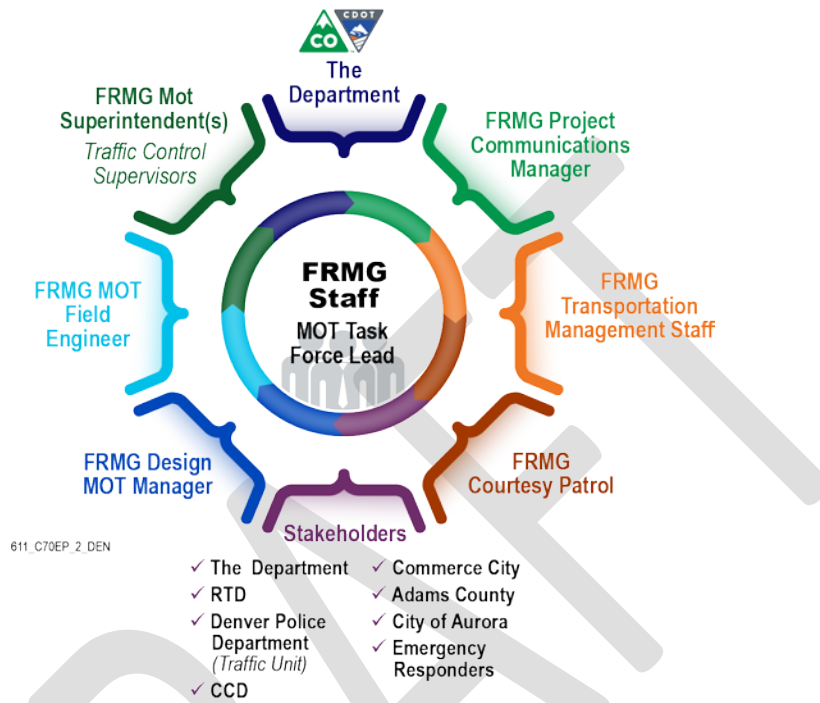 CO
CDOT
The
Department
FRMG Mot
Superintendent(s)
Traffic Control
Supervisors
FRMG Project
Communications
Manager
FRMG MOT
Field
Engineer
FRMG
Staff
MOT Task
Force Lead
FRMG
Transportation
Management Staff
FRMG Design
MOT Manager
FRMG
Courtesy Patrol
Stakeholders
611_C70EP_2_DEN
✓ The Department
✓ RTD
✓ Denver Police
Department
(Traffic Unit)
✓ CCD
✓ Commerce City
✓ Adams County
✓ City of Aurora
✓ Emergency
Responders